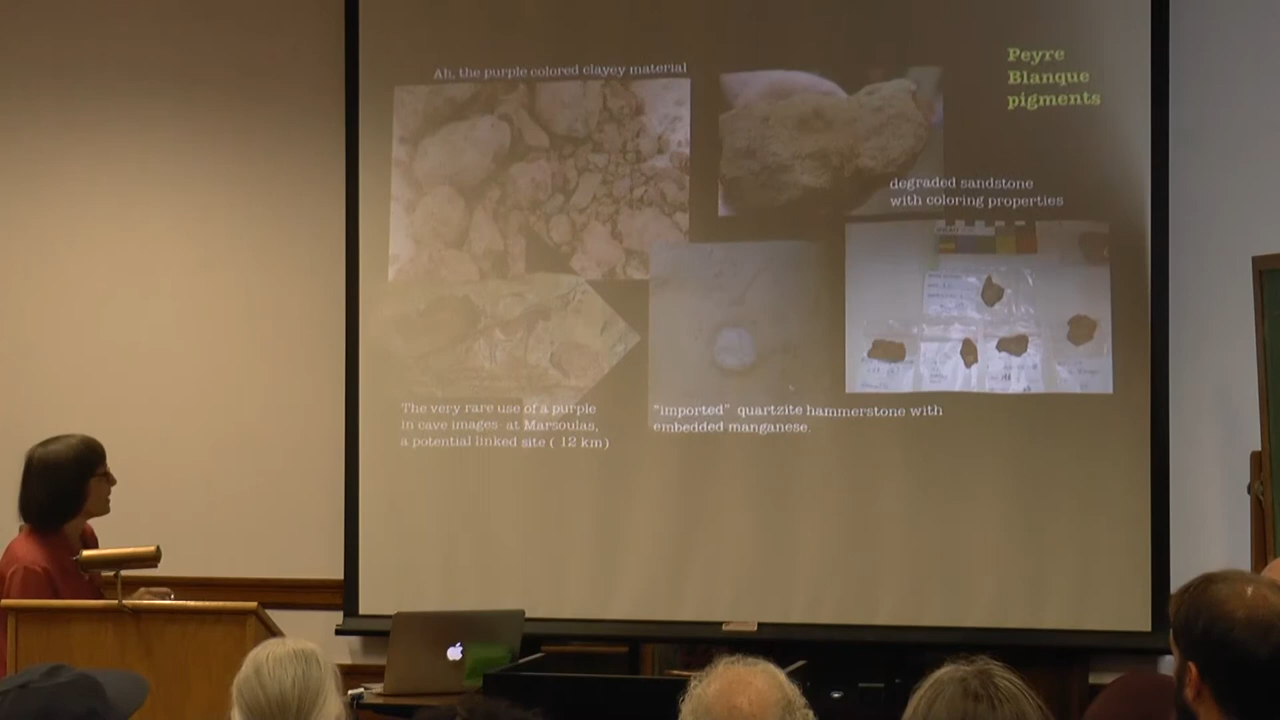 Ah, the purple colored clayey material
Peyre
Blanque
pigments
degraded sandstone
with coloring properties
The very rare use of a purple
in cave images- at Marsoulas,
a potential linked site ( 12 km)
"imported" quartzite hammerstone with
embedded manganese.